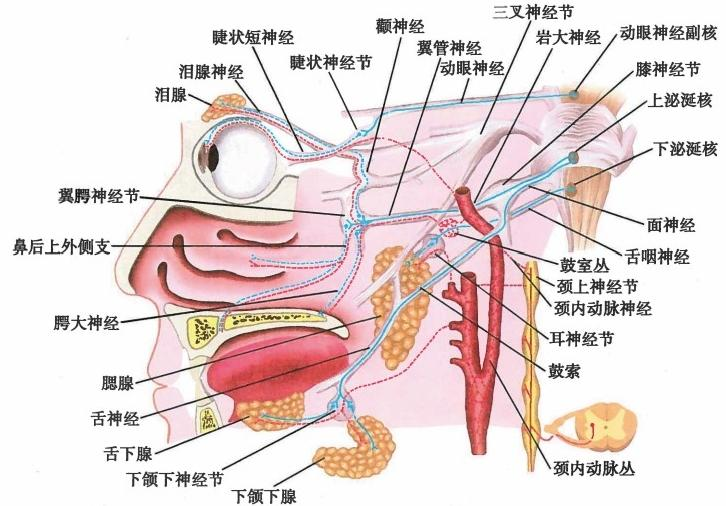 三叉神经节
颧神经
岩大神经
动眼神经副核
睫状短神经
翼管神经
睫状神经节
动眼神经
泪腺神经
膝神经节
泪腺
上泌涎核
下泌涎核
翼腭神经节
面神经
鼻后上外侧支
舌咽神经
鼓室丛
颈上神经节
颈内动脉神经
腭大神经
耳神经节
鼓索
腮腺
舌神经
舌下腺
颈内动脉丛
下颌下神经节
下颌下腺